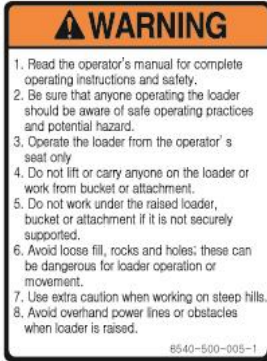 WARNING
1. Read the operator's manual for complete
operating instructions and safety.
2. Be sure that anyone operating the loader
should be aware of safe operating practices
and potential hazard.
3. Operate the loader from the operator' s
seat only
4. Do not lift or carry anyone on the loader or
work from bucket or attachment.
5. Do not work under the raised loader,
bucket or attachment if it is not securely
supported.
6. Avoid loose fill, rocks and holes; these can
be dangerous for loader operation or
movement.
7. Use extra caution when working on steep hills.
8. Avoid overhand power lines or obstacles
when loader is raised.
6540-500-005-1